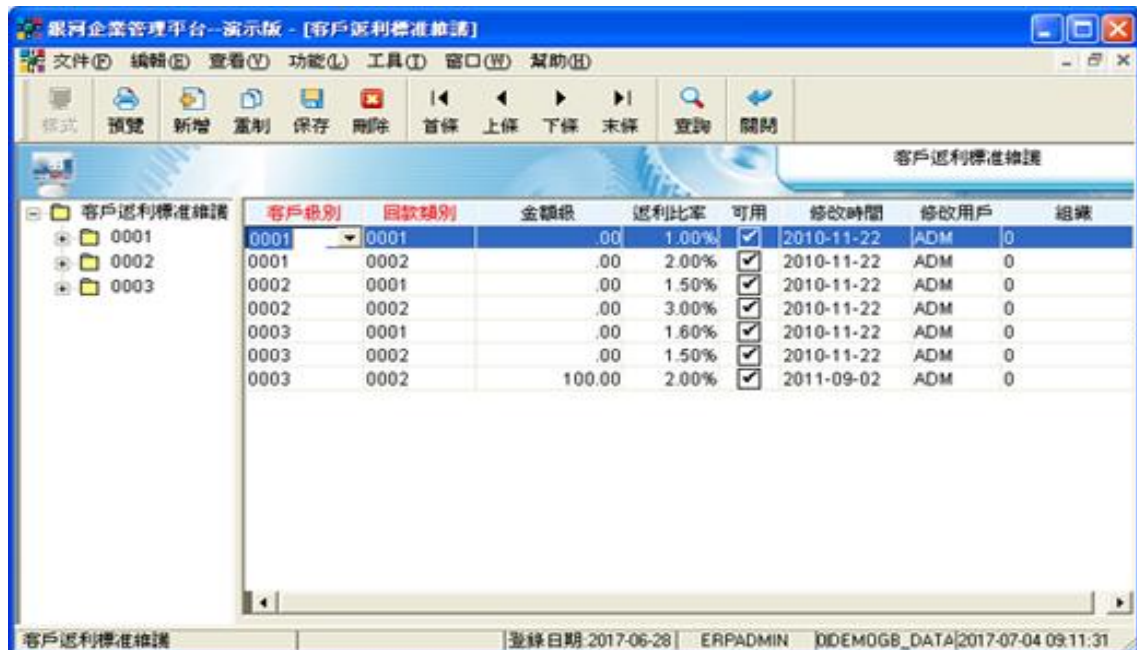 銀河企業管理平台--演示版 - [客戶返利標准維護]
文件(F) 編輯(E) 查看(V) 功能(L) 工具(T) 窗口(W) 幫助(H)
樣式 預覽 新增 重制 保存 刪除 首條 上條 下條 末條 查詢 關閉
客戶返利標准維護
客戶返利標准維護
0001
0002
0003
客戶級別 回款類別 金額級 返利比率 可用 修改時間 修改用戶 組織
0001 0001 .00 1.00% 2010-11-22 ADM 0
0001 0002 .00 2.00% 2010-11-22 ADM 0
0002 0001 .00 1.50% 2010-11-22 ADM 0
0002 0002 .00 3.00% 2010-11-22 ADM 0
0003 0001 .00 1.60% 2010-11-22 ADM 0
0003 0002 .00 1.50% 2010-11-22 ADM 0
0003 0002 100.00 2.00% 2011-09-02 ADM 0
客戶返利標准維護 登錄日期:2017-06-28 ERPADMIN 0DEMOGB_DATA 2017-07-04 09:11:31